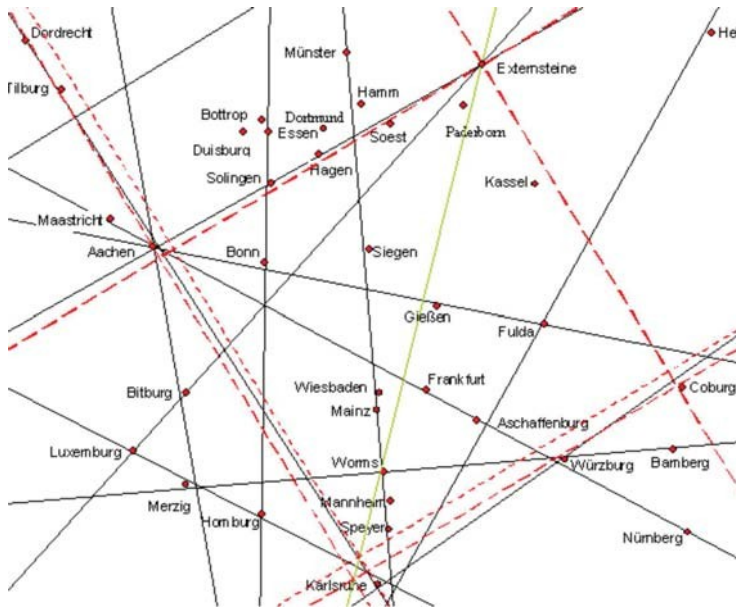 Dordrecht
He
Münster
Externsteine
Tilburg
Hamm
Bottrop
Essen
Dortmund
Soest
Paderborn
Duisburg
Hagen
Solingen
Kassel
Maastricht
Aachen
Bonn
Siegen
Gießen
Fulda
Bitburg
Wiesbaden
Frankfurt
Coburg
Mainz
Aschaffenburg
Luxemburg
Worms
Würzburg
Bamberg
Merzig
Homburg
Mannheim
Speyer
Nürnberg
Karlsruhe